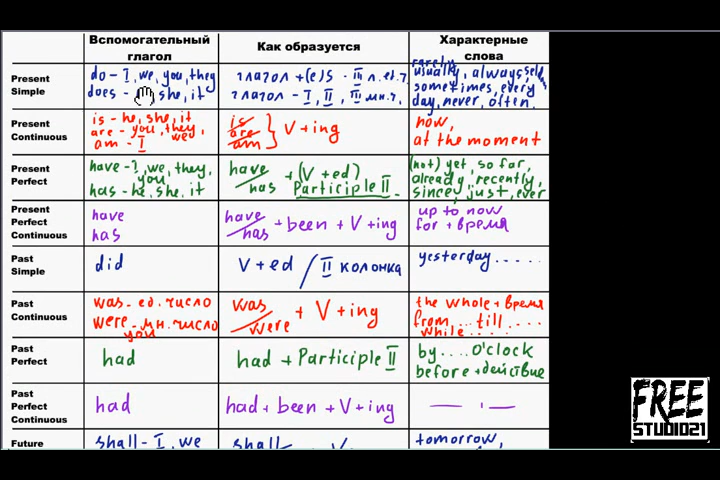 Вспомогательный глагол
Как образуется
Характерные слова
Present Simple
do – I, we, you, they
does – she, it
глагол + (e)S - III л. ед. ч.
глагол – I, II, III мн. ч.
rarely
usually, always, seld
sometimes, every
day, never, often.
Present Continuous
is – he, she, it
are – you, they, we
am – I
is
are
am
} V + ing
now,
at the moment
Present Perfect
have – I, we, they,
you
has – he, she, it
have
has
+ (V + ed)
Participle II
(not) yet, so far,
already, recently,
since, just, ever
Present Perfect Continuous
have
has
have
has
+ been + V + ing
up to now
for + время
Past Simple
did
V + ed / II колонка
yesterday .....
Past Continuous
was – ед. число
were – мн. число
you
was
were
+ V + ing
the whole + время
from ... till ....
while .....
Past Perfect
had
had + Participle II
by .... o'clock
before + действие
Past Perfect Continuous
had
had + been + V + ing
Future
shall – I, we
shall
tomorrow,
FREE
STUDIO21